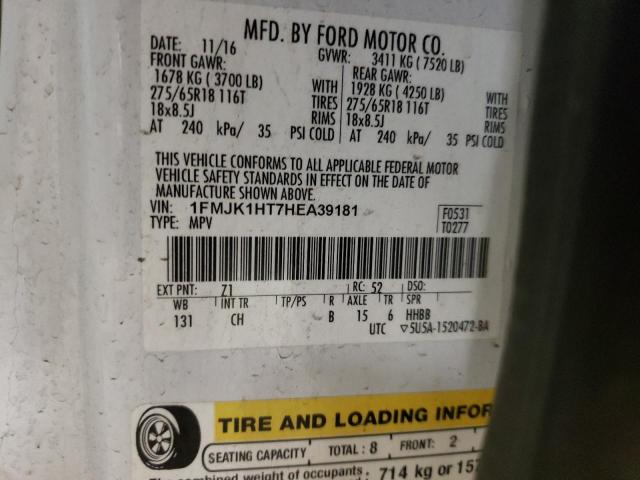 MFD. BY FORD MOTOR CO.
DATE: 11/16 GVWR: 3411 KG ( 7520 LB)
FRONT GAWR: REAR GAWR:
1678 KG ( 3700 LB) WITH 1928 KG ( 4250 LB) WITH
275/65R18 116T TIRES 275/65R18 116T TIRES
18x8.5J RIMS 18x8.5J RIMS
AT 240 kPa/ 35 PSI COLD AT 240 kPa/ 35 PSI COLD
THIS VEHICLE CONFORMS TO ALL APPLICABLE FEDERAL MOTOR
VEHICLE SAFETY STANDARDS IN EFFECT ON THE DATE OF
MANUFACTURE SHOWN ABOVE.
VIN: 1FMJK1HT7HEA39181 F0531
TYPE: MPV T0277
EXT PNT: Z1 RC: 52 DSO:
WB INT TR TP/PS R AXLE TR SPR
131 CH B 15 6 HHBB
UTC ▽5U5A-1520472-BA
TIRE AND LOADING INFOR
SEATING CAPACITY TOTAL: 8 FRONT: 2
The combined weight of occupants 714 kg or 157